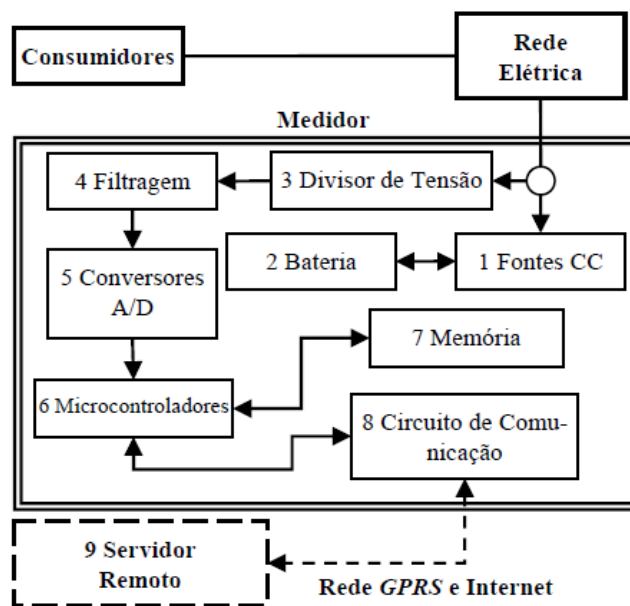 Consumidores
Rede
Elétrica
Medidor
4 Filtragem
3 Divisor de Tensão
5 Conversores
A/D
2 Bateria
1 Fontes CC
7 Memória
6 Microcontroladores
8 Circuito de Comu-
nicação
9 Servidor
Remoto
Rede GPRS e Internet